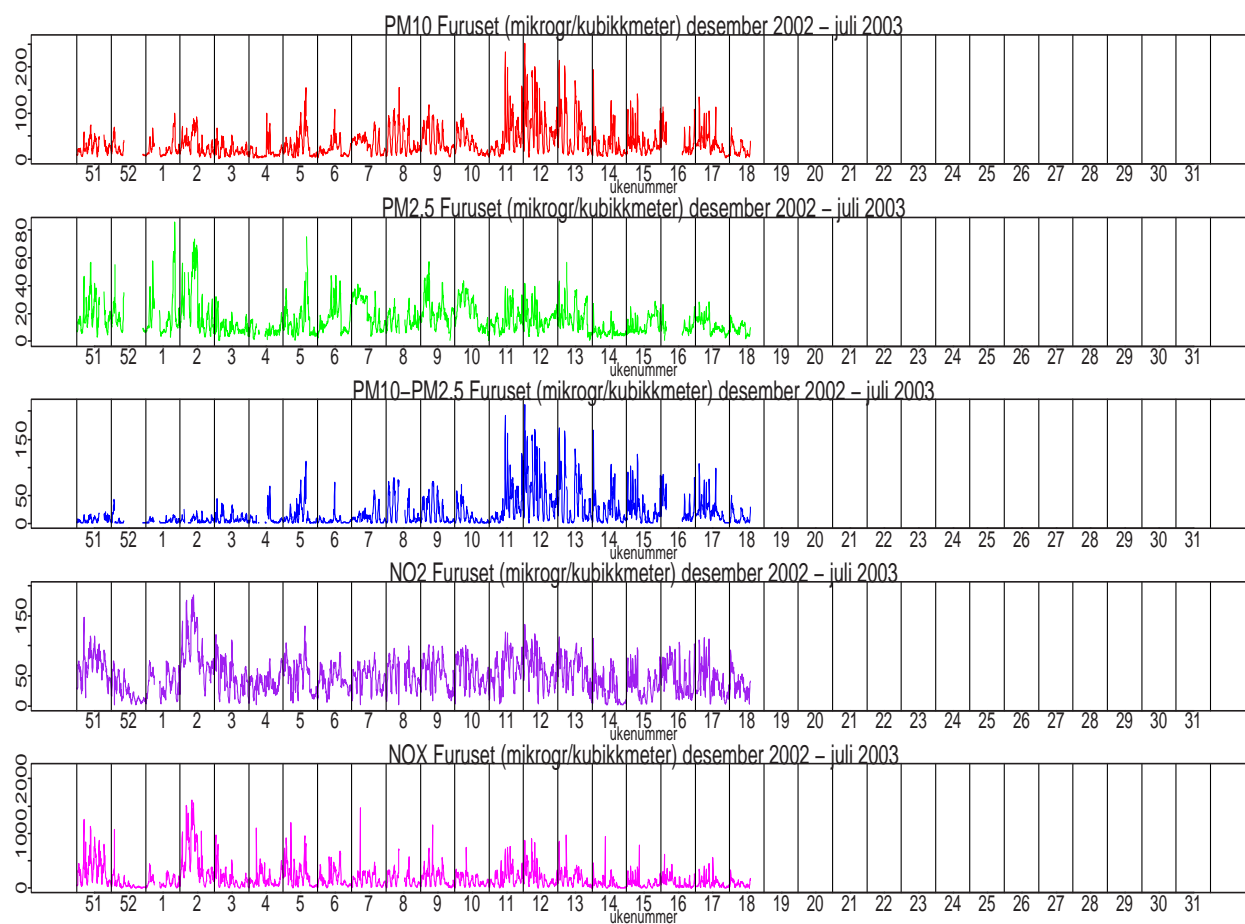 PM10 Furuset (mikrogr/kubikkmeter) desember 2002 – juli 2003
0 100 200
51 52 1 2 3 4 5 6 7 8 9 10 11 12 13 14 15 16 17 18 19 20 21 22 23 24 25 26 27 28 29 30 31
ukenummer
PM2.5 Furuset (mikrogr/kubikkmeter) desember 2002 – juli 2003
0 20 40 60 80
51 52 1 2 3 4 5 6 7 8 9 10 11 12 13 14 15 16 17 18 19 20 21 22 23 24 25 26 27 28 29 30 31
ukenummer
PM10–PM2.5 Furuset (mikrogr/kubikkmeter) desember 2002 – juli 2003
0 50 150
51 52 1 2 3 4 5 6 7 8 9 10 11 12 13 14 15 16 17 18 19 20 21 22 23 24 25 26 27 28 29 30 31
ukenummer
NO2 Furuset (mikrogr/kubikkmeter) desember 2002 – juli 2003
0 50 150
51 52 1 2 3 4 5 6 7 8 9 10 11 12 13 14 15 16 17 18 19 20 21 22 23 24 25 26 27 28 29 30 31
ukenummer
NOX Furuset (mikrogr/kubikkmeter) desember 2002 – juli 2003
0 1000 2000
51 52 1 2 3 4 5 6 7 8 9 10 11 12 13 14 15 16 17 18 19 20 21 22 23 24 25 26 27 28 29 30 31
ukenummer